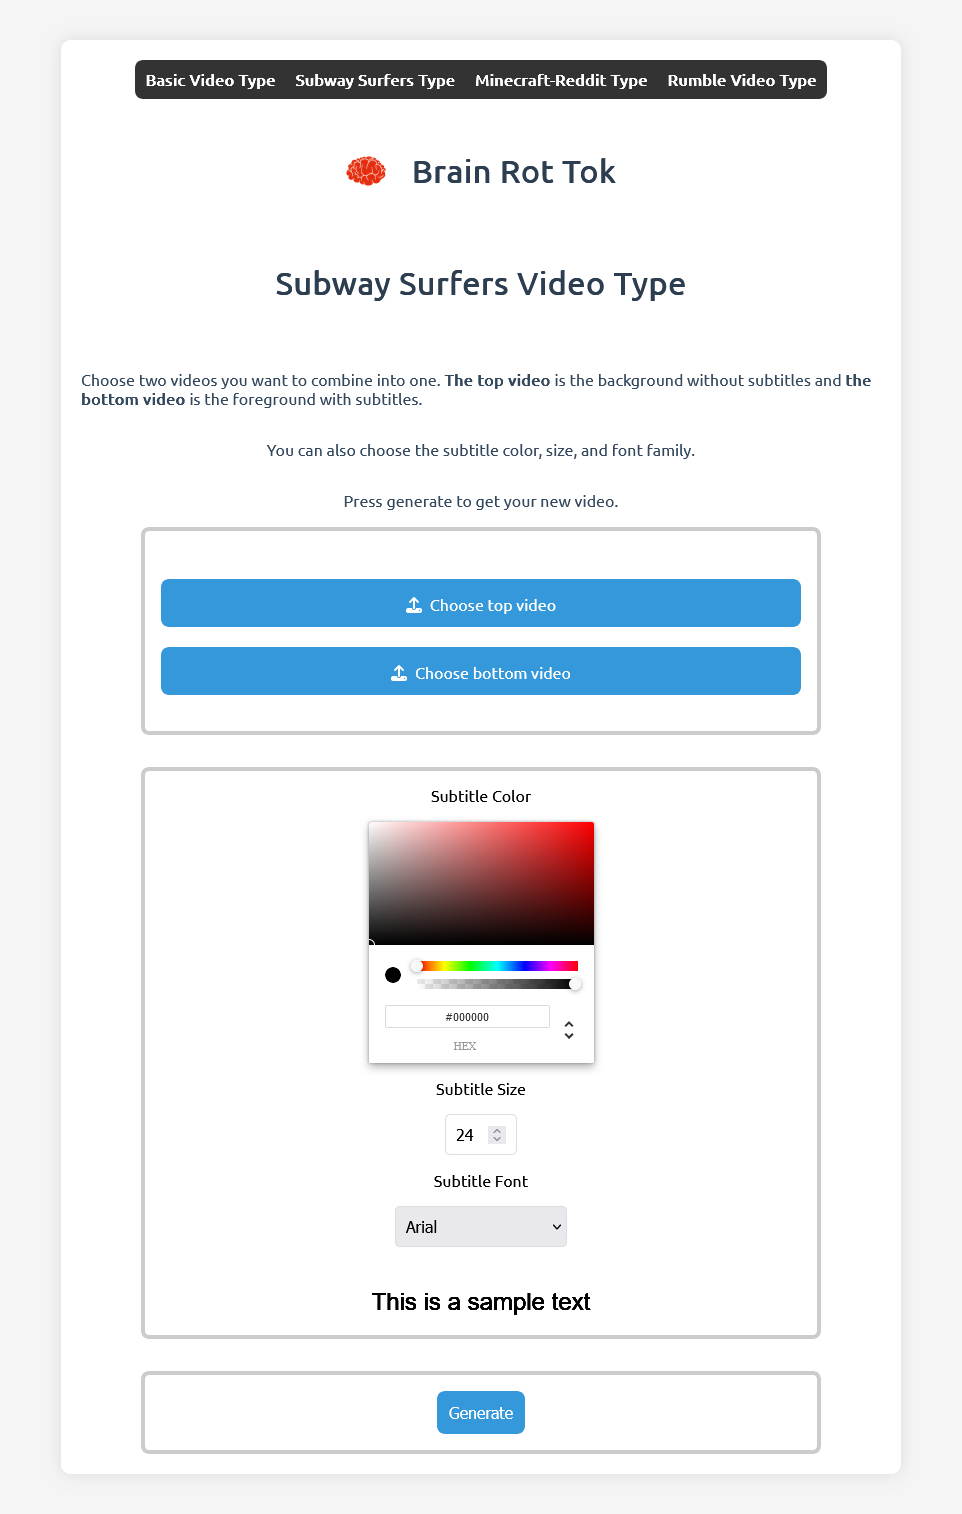 Basic Video Type Subway Surfers Type Minecraft-Reddit Type Rumble Video Type
Brain Rot Tok
Subway Surfers Video Type
Choose two videos you want to combine into one. The top video is the background without subtitles and the
bottom video is the foreground with subtitles.
You can also choose the subtitle color, size, and font family.
Press generate to get your new video.
Choose top video
Choose bottom video
Subtitle Color
#000000
HEX
Subtitle Size
24
Subtitle Font
Arial
This is a sample text
Generate